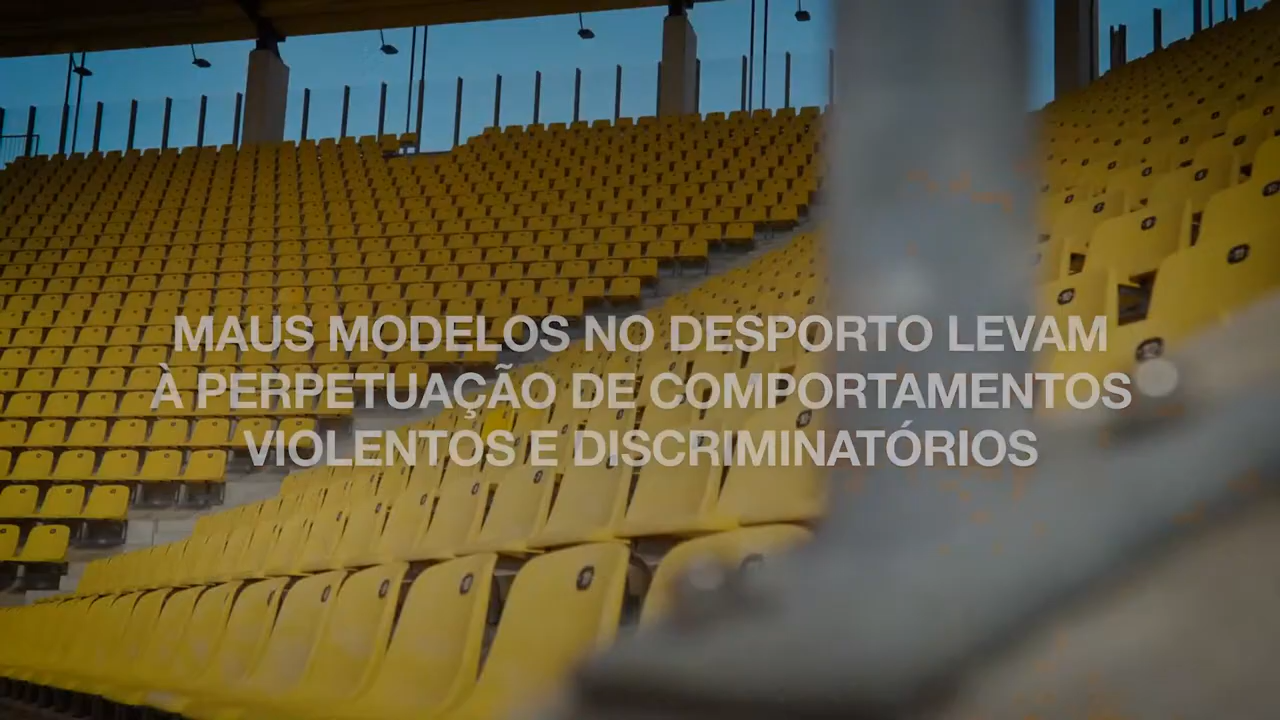 MAUS MODELOS NO DESPORTO LEVAM
À PERPETUAÇÃO DE COMPORTAMENTOS
VIOLENTOS E DISCRIMINATÓRIOS